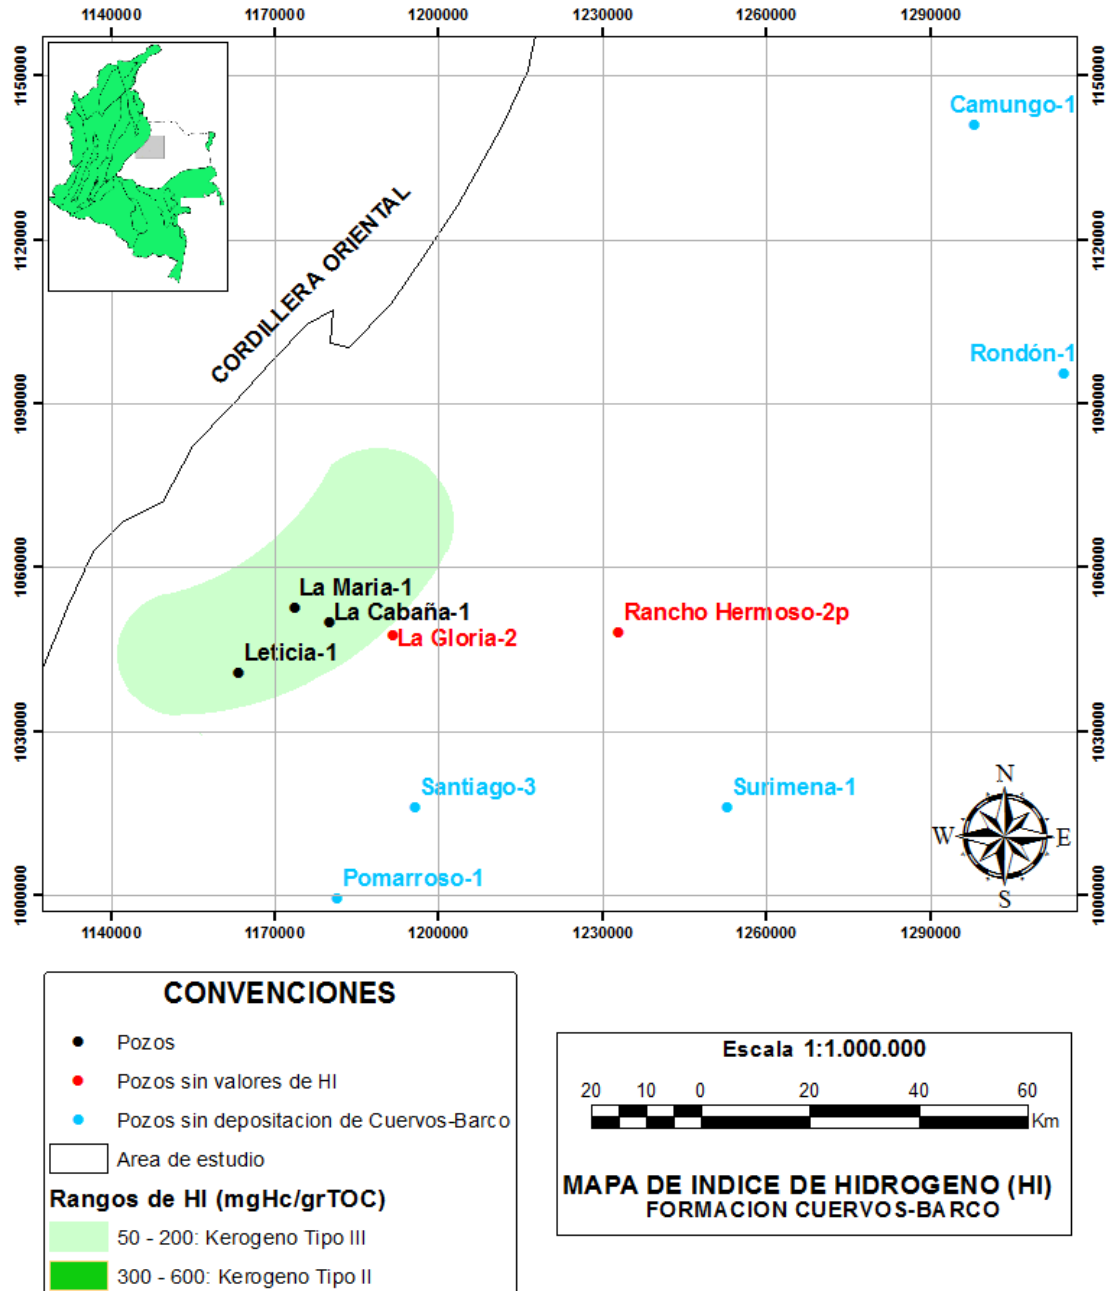 1140000 1170000 1200000 1230000 1260000 1290000
1150000 1150000
Camungo-1
CORDILLERA ORIENTAL
1120000 1120000
Rondón-1
1090000 1090000
1060000 1060000
La Maria-1
La Cabaña-1
Rancho Hermoso-2p
La Gloria-2
Leticia-1
1030000 1030000
Santiago-3
Surimena-1
N
W E
S
Pomarroso-1
1000000 1000000
1140000 1170000 1200000 1230000 1260000 1290000
CONVENCIONES
Pozos
Pozos sin valores de HI
Pozos sin depositacion de Cuervos-Barco
Area de estudio
Rangos de HI (mgHc/grTOC)
50 - 200: Kerogeno Tipo III
300 - 600: Kerogeno Tipo II
Escala 1:1.000.000
20 10 0 20 40 60
Km
MAPA DE INDICE DE HIDROGENO (HI)
FORMACION CUERVOS-BARCO